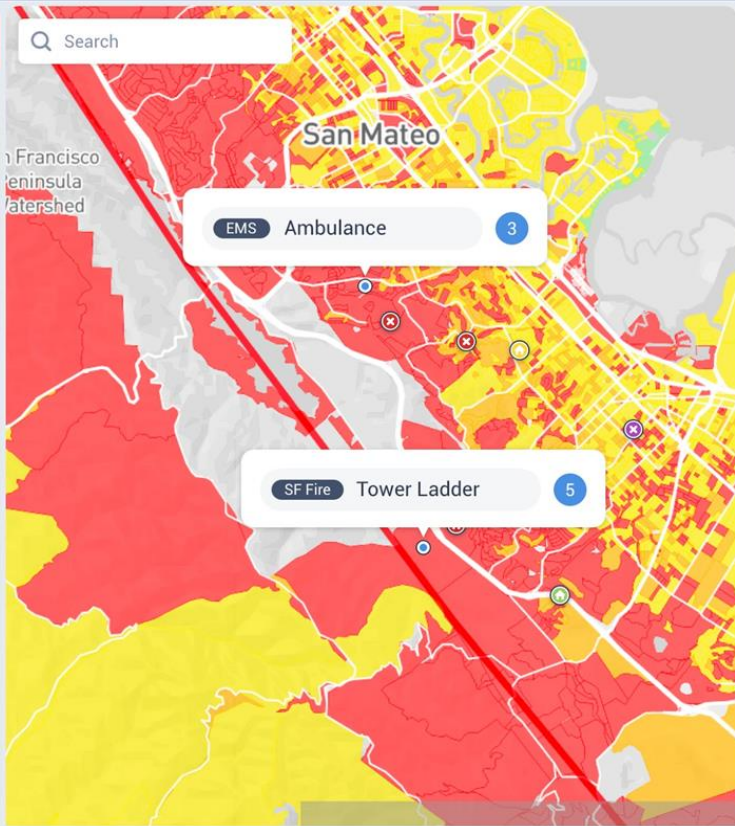 Search
San Mateo
Francisco
Peninsula
Watershed
EMS Ambulance 3
SF Fire Tower Ladder 5